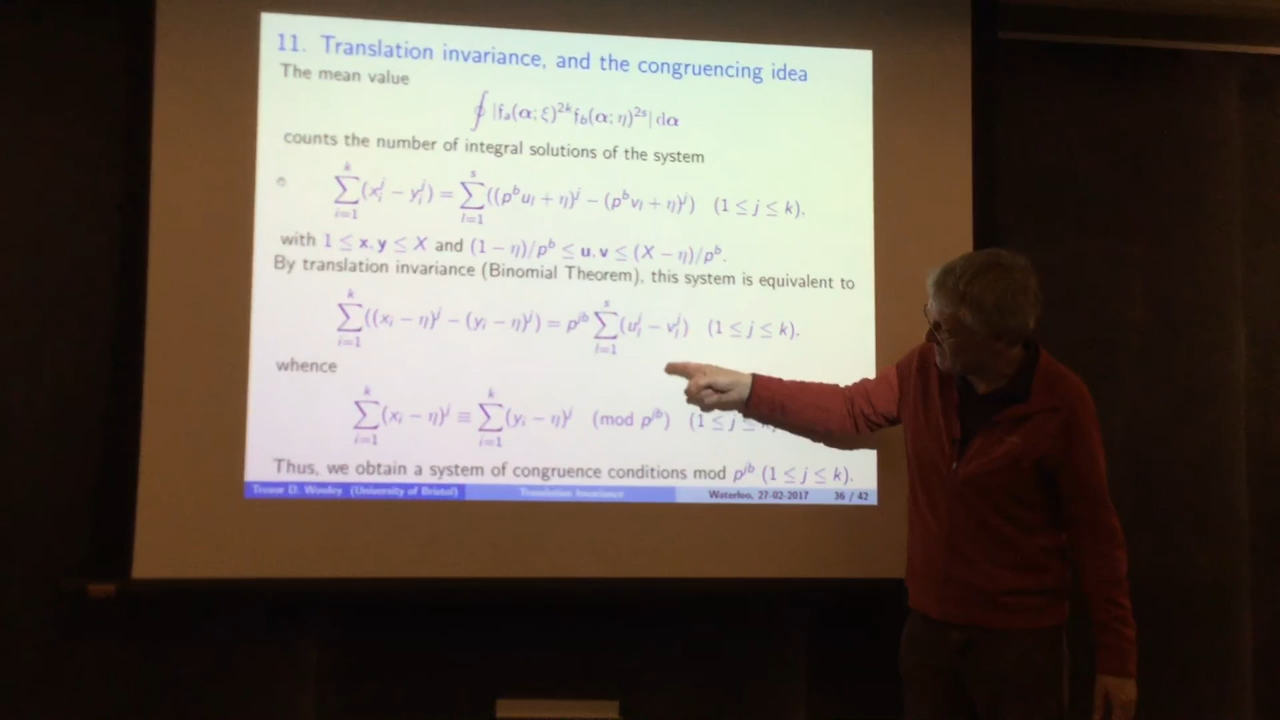 11. Translation invariance, and the congruencing idea
The mean value
∮ |f_a(α; ξ)^{2k} f_b(α; η)^{2s}| dα
counts the number of integral solutions of the system
∑_{i=1}^{k} (x_i^j − y_i^j) = ∑_{l=1}^{s} ((p^b u_l + η)^j − (p^b v_l + η)^j) (1 ≤ j ≤ k),
with 1 ≤ x, y ≤ X and (1 − η)/p^b ≤ u, v ≤ (X − η)/p^b.
By translation invariance (Binomial Theorem), this system is equivalent to
∑_{i=1}^{k} ((x_i − η)^j − (y_i − η)^j) = p^{jb} ∑_{l=1}^{s} (u_l^j − v_l^j) (1 ≤ j ≤ k).
whence
∑_{i=1}^{k} (x_i − η)^j ≡ ∑_{i=1}^{k} (y_i − η)^j (mod p^{jb}) (1 ≤ j ≤
Thus, we obtain a system of congruence conditions mod p^{jb} (1 ≤ j ≤ k).
Trevor D. Wooley (University of Bristol) Translation Invariance Waterloo, 27-02-2017 36 / 42